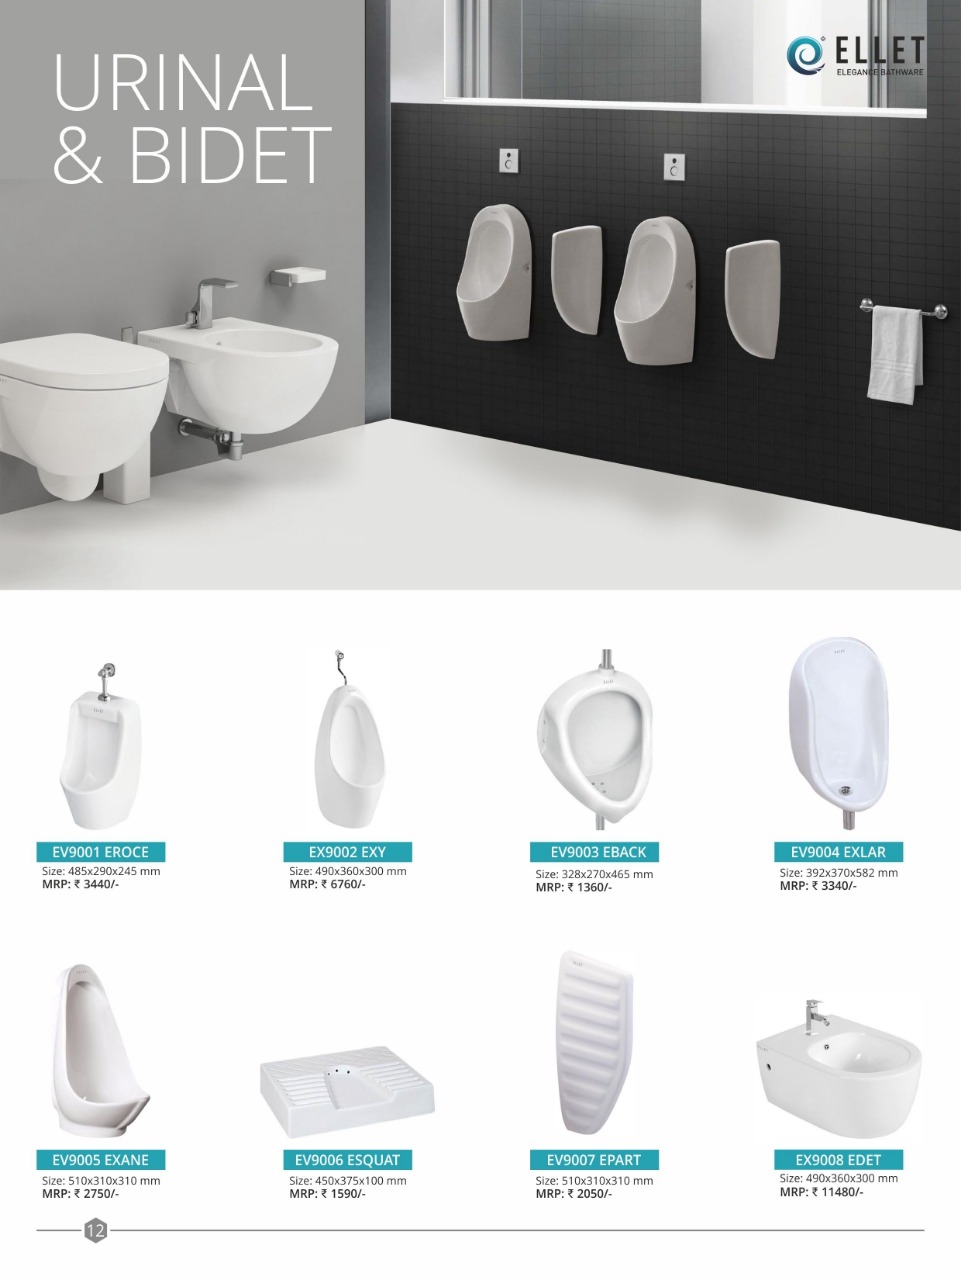 URINAL
& BIDET
ELLET
ELEGANCE BATHWARE
EV9001 EROCE
Size: 485x290x245 mm
MRP: ₹ 3440/-
EX9002 EXY
Size: 490x360x300 mm
MRP: ₹ 6760/-
EV9003 EBACK
Size: 328x270x465 mm
MRP: ₹ 1360/-
EV9004 EXLAR
Size: 392x370x582 mm
MRP: ₹ 3340/-
EV9005 EXANE
Size: 510x310x310 mm
MRP: ₹ 2750/-
EV9006 ESQUAT
Size: 450x375x100 mm
MRP: ₹ 1590/-
EV9007 EPART
Size: 510x310x310 mm
MRP: ₹ 2050/-
EX9008 EDET
Size: 490x360x300 mm
MRP: ₹ 11480/-
12